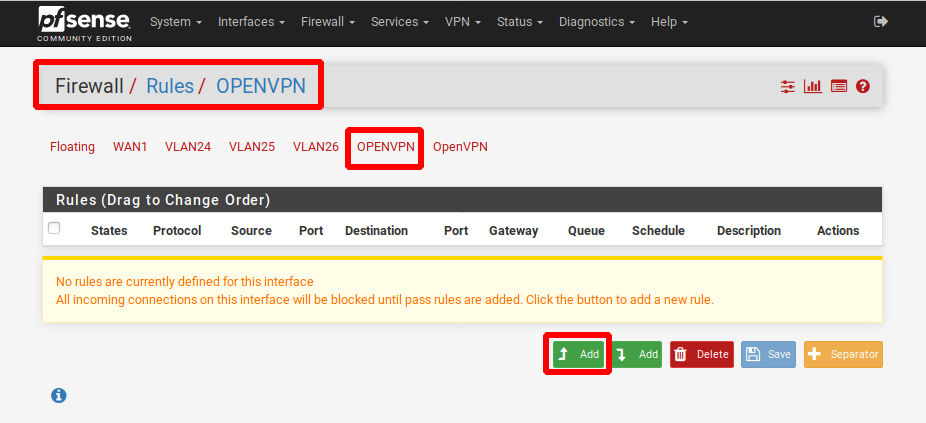 pfsense System Interfaces Firewall Services VPN Status Diagnostics Help
COMMUNITY EDITION
Firewall / Rules / OPENVPN
Floating WAN1 VLAN24 VLAN25 VLAN26 OPENVPN OpenVPN
Rules (Drag to Change Order)
States Protocol Source Port Destination Port Gateway Queue Schedule Description Actions
No rules are currently defined for this interface
All incoming connections on this interface will be blocked until pass rules are added. Click the button to add a new rule.
Add Add Delete Save Separator